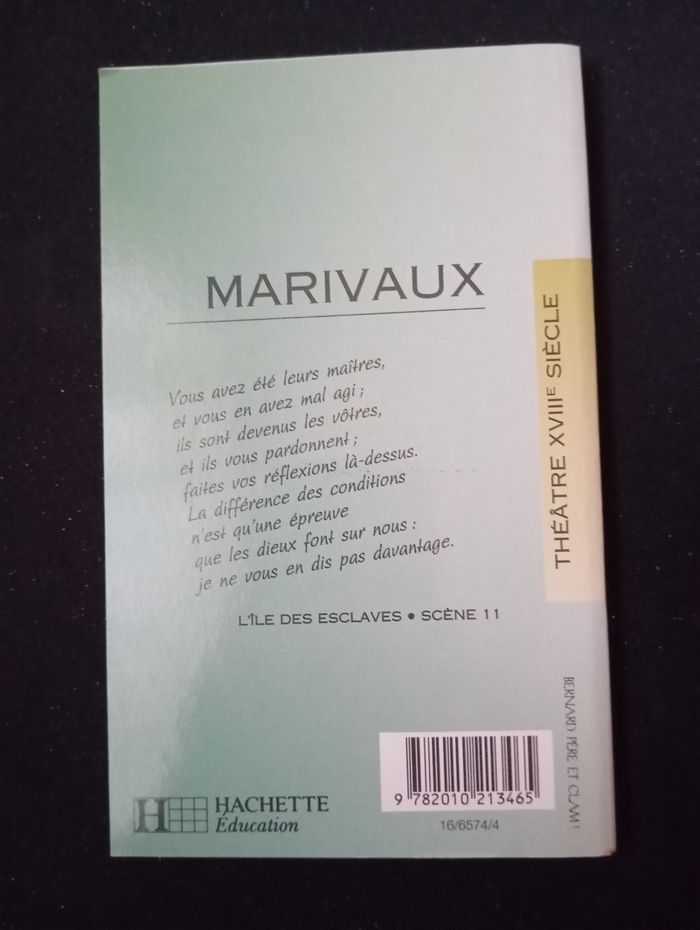 MARIVAUX
Vous avez été leurs maîtres,
et vous en avez mal agi ;
ils sont devenus les vôtres,
et ils vous pardonnent ;
faites vos réflexions là-dessus.
La différence des conditions
n'est qu'une épreuve
que les dieux font sur nous :
je ne vous en dis pas davantage.
L'ÎLE DES ESCLAVES • SCÈNE 11
THÉÂTRE XVIIIE SIÈCLE
BERNARD PÈRE ET
9 782010 213465
16/6574/4
H HACHETTE
Éducation